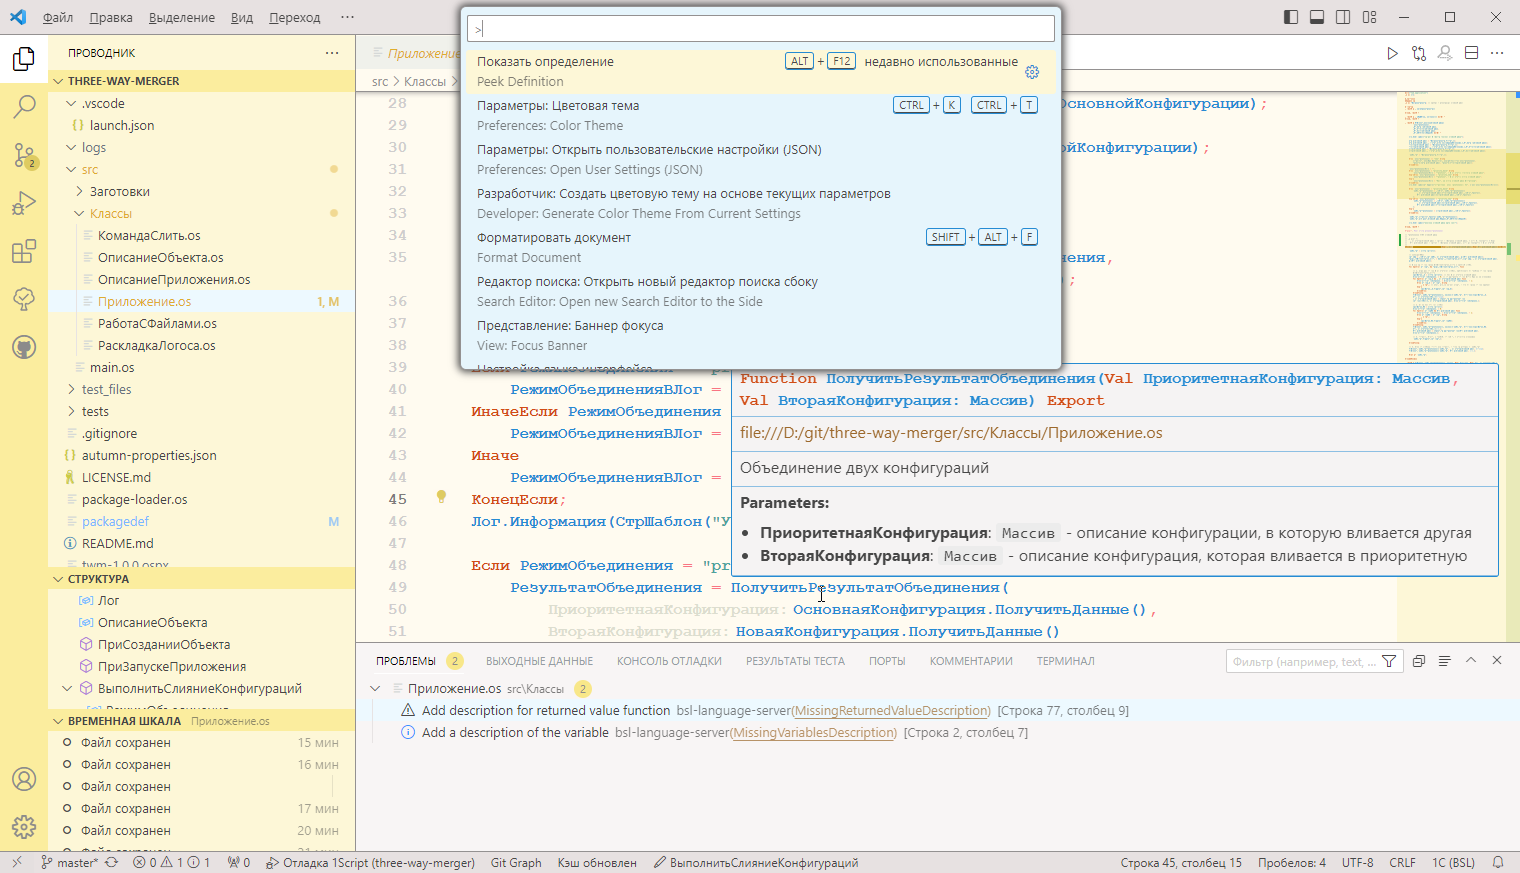 Файл Правка Выделение Вид Переход ···
ПРОВОДНИК ···
THREE-WAY-MERGER
.vscode
{} launch.json
logs
src
Заготовки
Классы
КомандаСлить.os
ОписаниеОбъекта.os
ОписаниеПриложения.os
Приложение.os 1, M
РаботаСФайлами.os
РаскладкаЛогоса.os
main.os
test_files
tests
.gitignore
{} autumn-properties.json
LICENSE.md
package-loader.os
packagedef M
README.md
twm-1.0.0.ospx
2
СТРУКТУРА
Лог
ОписаниеОбъекта
ПриСозданииОбъекта
ПриЗапускеПриложения
ВыполнитьСлияниеКонфигураций
ВРЕМЕННАЯ ШКАЛА Приложение.os
Файл сохранен 15 мин
Файл сохранен 16 мин
Файл сохранен
Файл сохранен 17 мин
Файл сохранен 20 мин
Файл сохранен 21 мин
>
Показать определение ALT + F12 недавно использованные
Peek Definition
Параметры: Цветовая тема CTRL + K CTRL + T
Preferences: Color Theme
Параметры: Открыть пользовательские настройки (JSON)
Preferences: Open User Settings (JSON)
Разработчик: Создать цветовую тему на основе текущих параметров
Developer: Generate Color Theme From Current Settings
Форматировать документ SHIFT + ALT + F
Format Document
Редактор поиска: Открыть новый редактор поиска сбоку
Search Editor: Open new Search Editor to the Side
Представление: Баннер фокуса
View: Focus Banner
Приложение
src > Классы >
28 ОсновнойКонфигурации);
29
30 ойКонфигурации);
31
32
33
34
35 ния,
);
36
37
38
39
40 РежимОбъединенияВЛог =
41 ИначеЕсли РежимОбъединения
42 РежимОбъединенияВЛог =
43 Иначе
44 РежимОбъединенияВЛог =
45 КонецЕсли;
46 Лог.Информация(СтрШаблон("У
47
48 Если РежимОбъединения = "pr
49 РезультатОбъединения = ПолучитьРезультатОбъединения(
50 ПриоритетнаяКонфигурация: ОсновнаяКонфигурация.ПолучитьДанные(),
51 ВтораяКонфигурация: НоваяКонфигурация.ПолучитьДанные()
Function ПолучитьРезультатОбъединения(Val ПриоритетнаяКонфигурация: Массив,
Val ВтораяКонфигурация: Массив) Export
file:///D:/git/three-way-merger/src/Классы/Приложение.os
Объединение двух конфигураций
Parameters:
• ПриоритетнаяКонфигурация: Массив - описание конфигурации, в которую вливается другая
• ВтораяКонфигурация: Массив - описание конфигурация, которая вливается в приоритетную
ПРОБЛЕМЫ 2 ВЫХОДНЫЕ ДАННЫЕ КОНСОЛЬ ОТЛАДКИ РЕЗУЛЬТАТЫ ТЕСТА ПОРТЫ КОММЕНТАРИИ ТЕРМИНАЛ Фильтр (например, text, ...
Приложение.os src\Классы 2
Add description for returned value function bsl-language-server(MissingReturnedValueDescription) [Строка 77, столбец 9]
Add a description of the variable bsl-language-server(MissingVariablesDescription) [Строка 2, столбец 7]
master* 0 1 1 0 Отладка 1Script (three-way-merger) Git Graph Кэш обновлен ВыполнитьСлияниеКонфигураций Строка 45, столбец 15 Пробелов: 4 UTF-8 CRLF 1C (BSL)